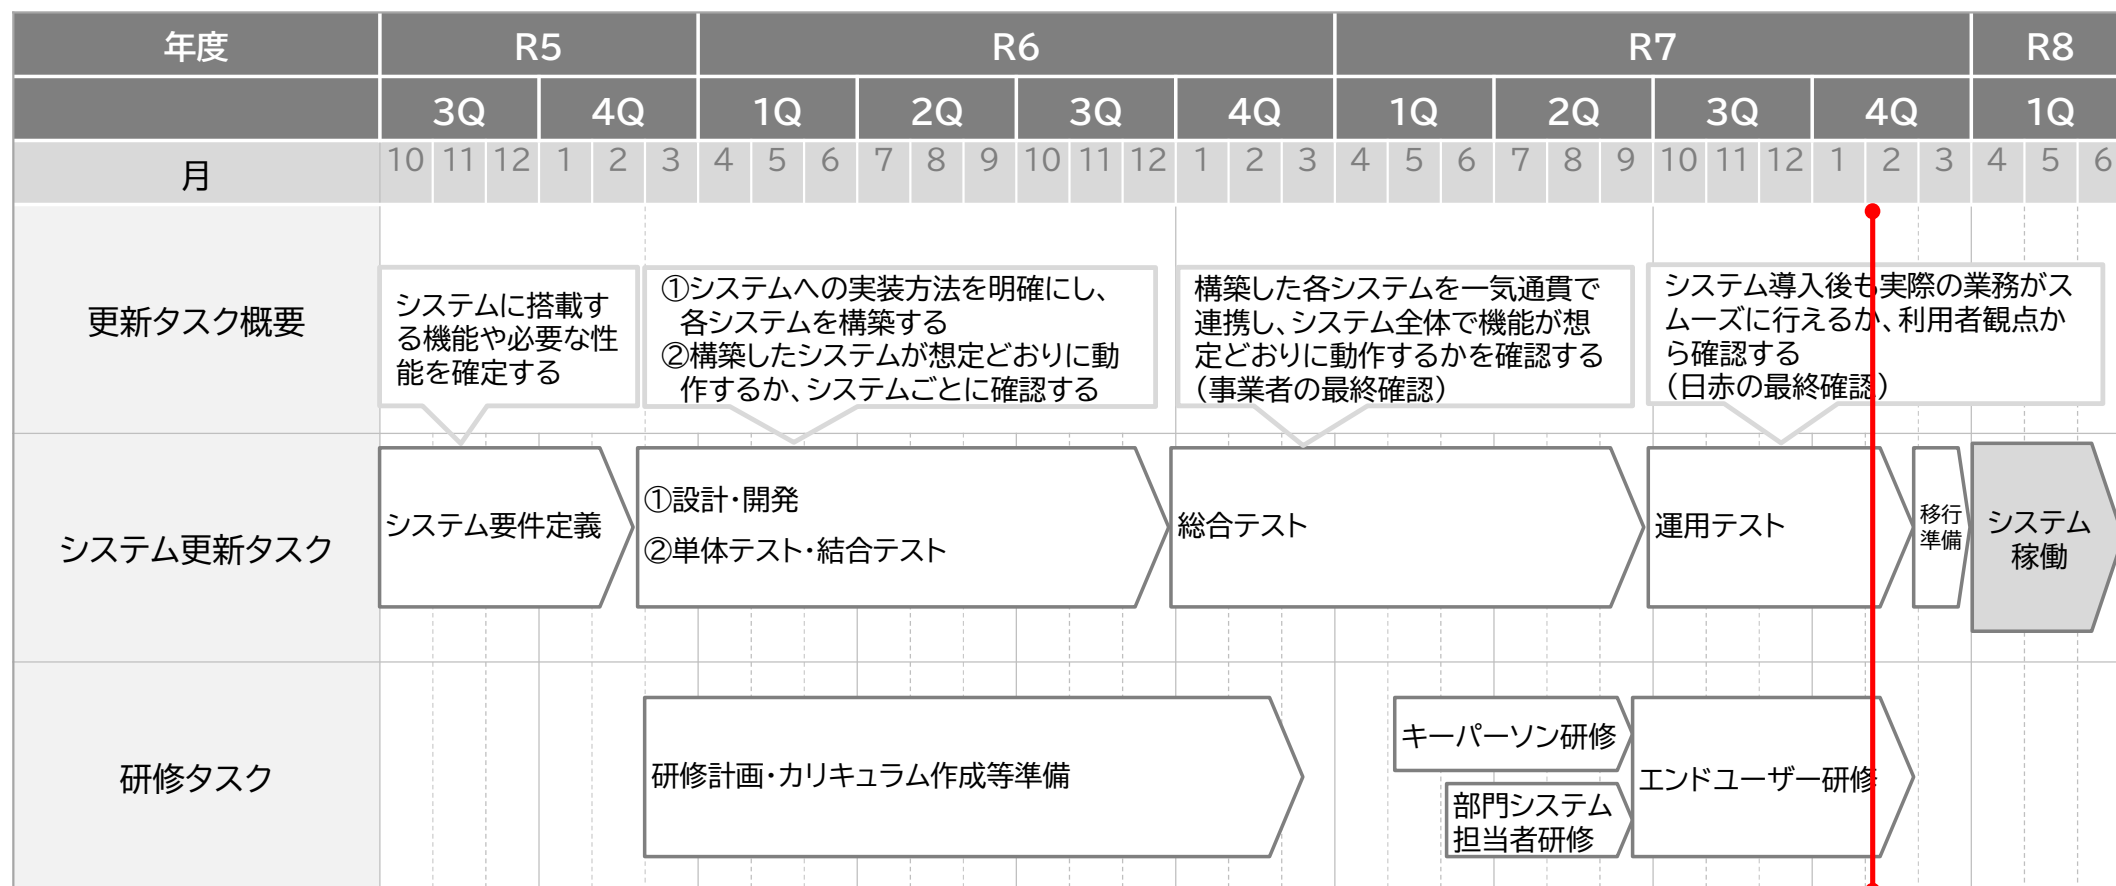 年度 R5 R6 R7 R8
3Q 4Q 1Q 2Q 3Q 4Q 1Q 2Q 3Q 4Q 1Q
月 10 11 12 1 2 3 4 5 6 7 8 9 10 11 12 1 2 3 4 5 6 7 8 9 10 11 12 1 2 3 4 5 6
更新タスク概要
システムに搭載す
る機能や必要な性
能を確定する
①システムへの実装方法を明確にし、
各システムを構築する
②構築したシステムが想定どおりに動
作するか、システムごとに確認する
構築した各システムを一気通貫で
連携し、システム全体で機能が想
定どおりに動作するかを確認する
（事業者の最終確認）
システム導入後も実際の業務がス
ムーズに行えるか、利用者観点か
ら確認する
（日赤の最終確認）
システム更新タスク
システム要件定義
①設計・開発
②単体テスト・結合テスト
総合テスト
運用テスト
移行
準備
システム
稼働
研修タスク
研修計画・カリキュラム作成等準備
キーパーソン研修
部門システム
担当者研修
エンドユーザー研修